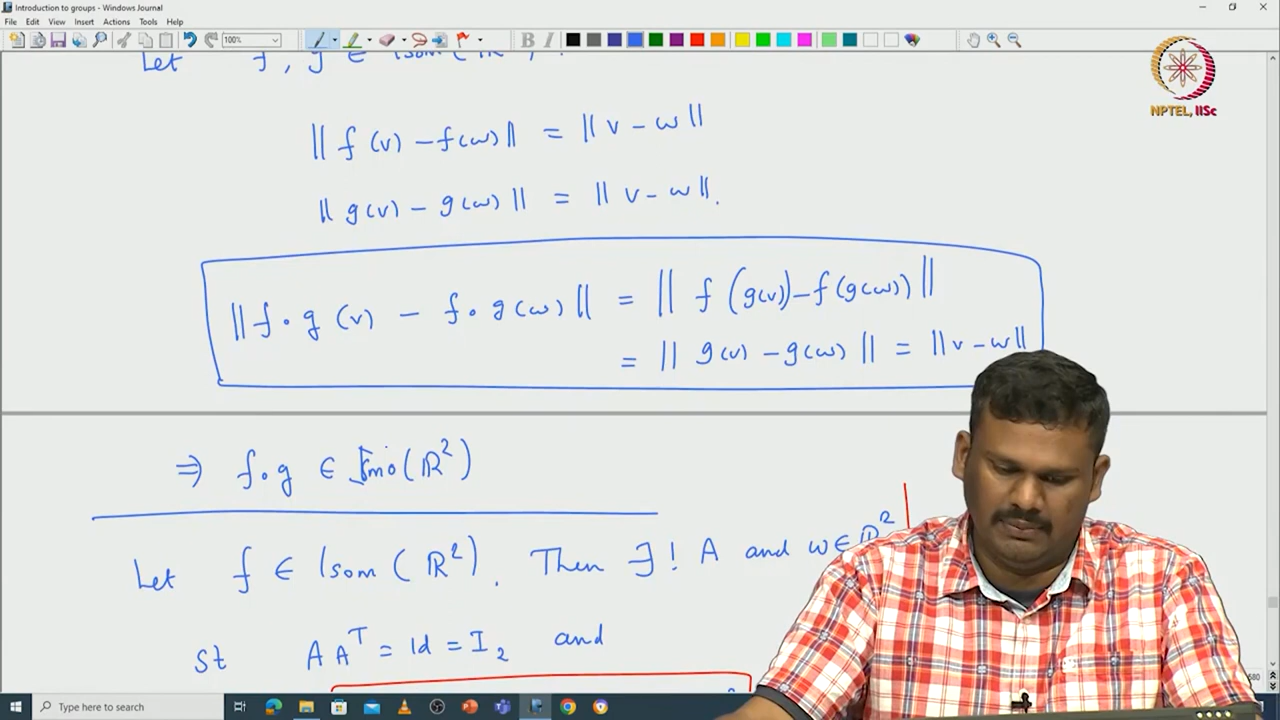 Introduction to groups - Windows Journal
File Edit View Insert Actions Tools Help
100%
B I
NPTEL, IISc
Let f, g ∈ Isom(ℝ²).
‖ f(v) – f(w) ‖ = ‖ v – w ‖
‖ g(v) – g(w) ‖ = ‖ v – w ‖.
‖ f∘g(v) – f∘g(w) ‖ = ‖ f(g(v)) – f(g(w)) ‖
= ‖ g(v) – g(w) ‖ = ‖ v – w ‖
⇒ f∘g ∈ (ℝ²)
Let f ∈ Isom(ℝ²). Then ∃! A and w ∈ ℝ²
St AAᵀ = Id = I₂ and
Type here to search